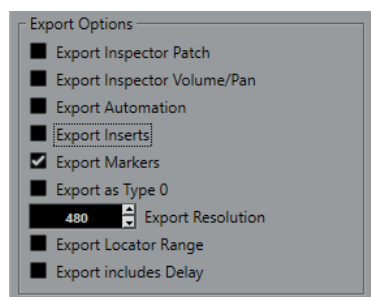 Export Options
Export Inspector Patch
Export Inspector Volume/Pan
Export Automation
Export Inserts
Export Markers
Export as Type 0
480 Export Resolution
Export Locator Range
Export includes Delay